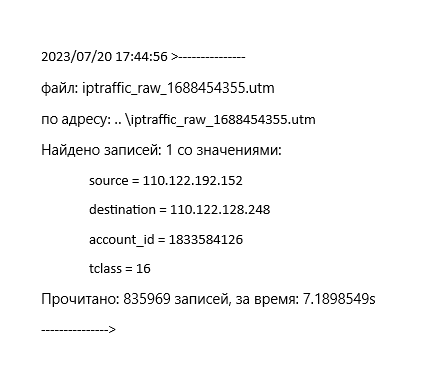 2023/07/20 17:44:56 >---------------
файл: iptraffic_raw_1688454355.utm
по адресу: .. \iptraffic_raw_1688454355.utm
Найдено записей: 1 со значениями:
source = 110.122.192.152
destination = 110.122.128.248
account_id = 1833584126
tclass = 16
Прочитано: 835969 записей, за время: 7.1898549s
--------------->